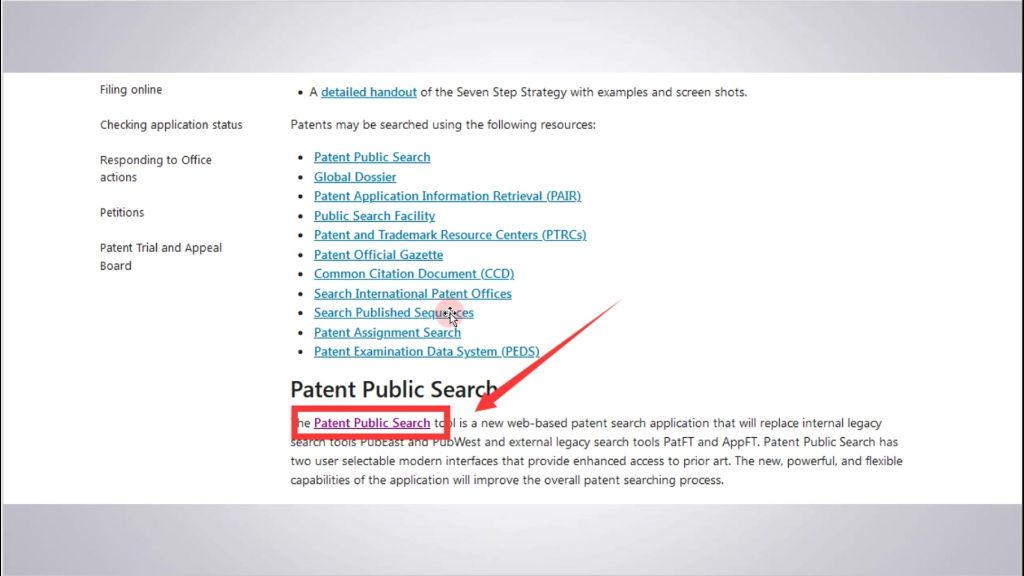 Filing online
Checking application status
Responding to Office
actions
Petitions
Patent Trial and Appeal
Board
• A detailed handout of the Seven Step Strategy with examples and screen shots.
Patents may be searched using the following resources:
• Patent Public Search
• Global Dossier
• Patent Application Information Retrieval (PAIR)
• Public Search Facility
• Patent and Trademark Resource Centers (PTRCs)
• Patent Official Gazette
• Common Citation Document (CCD)
• Search International Patent Offices
• Search Published Sequences
• Patent Assignment Search
• Patent Examination Data System (PEDS)
Patent Public Search
The Patent Public Search tool is a new web-based patent search application that will replace internal legacy
search tools PubEast and PubWest and external legacy search tools PatFT and AppFT. Patent Public Search has
two user selectable modern interfaces that provide enhanced access to prior art. The new, powerful, and flexible
capabilities of the application will improve the overall patent searching process.